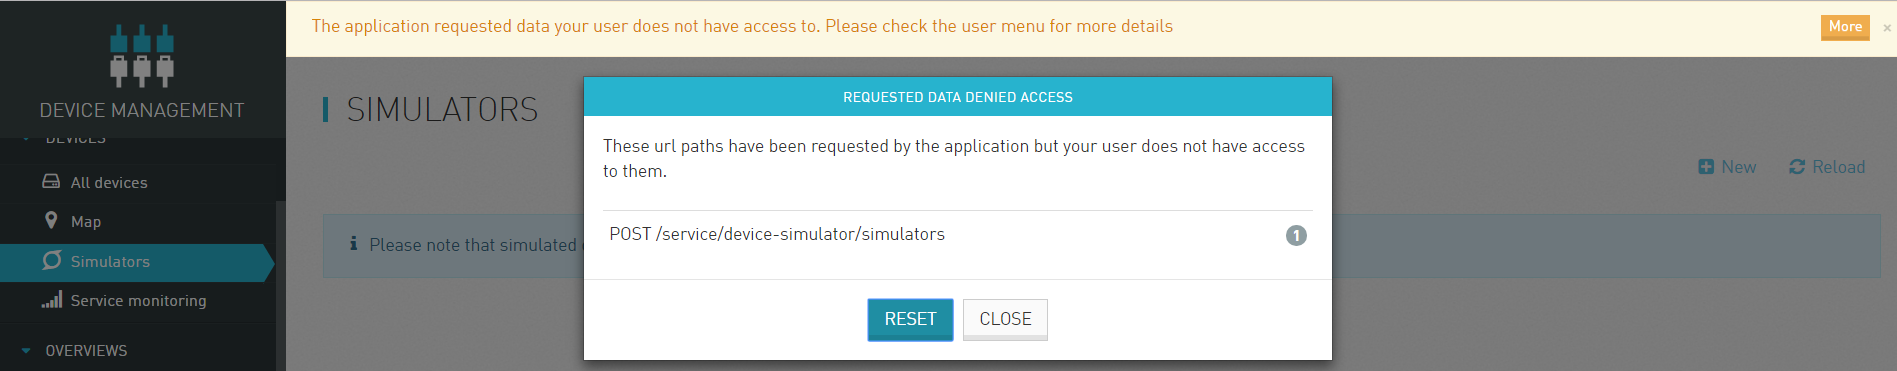 The application requested data your user does not have access to. Please check the user menu for more details
More
×
DEVICE MANAGEMENT
DEVICES
All devices
Map
Simulators
Service monitoring
OVERVIEWS
SIMULATORS
New
Reload
Please note that simulated
REQUESTED DATA DENIED ACCESS
These url paths have been requested by the application but your user does not have access
to them.
POST /service/device-simulator/simulators
1
RESET
CLOSE